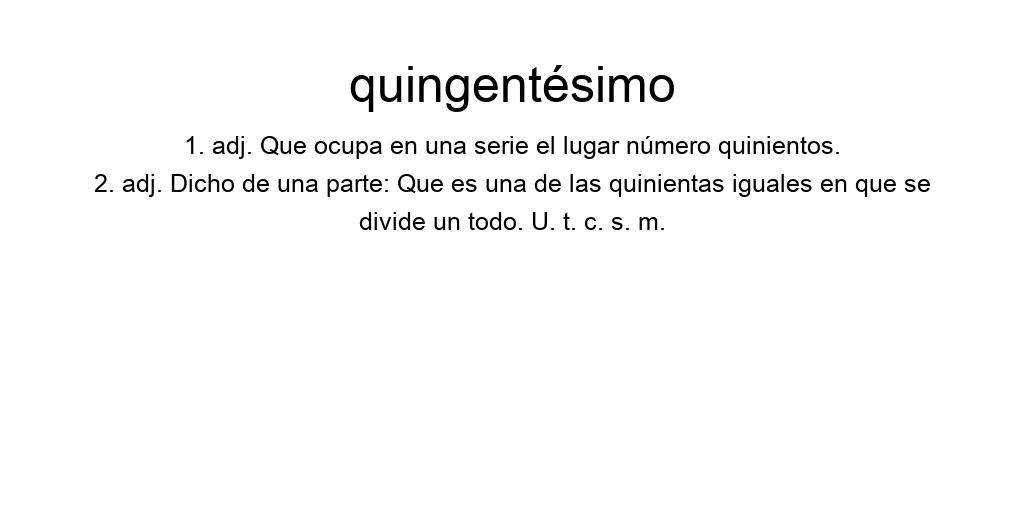 quingentésimo
1. adj. Que ocupa en una serie el lugar número quinientos.
2. adj. Dicho de una parte: Que es una de las quinientas iguales en que se
divide un todo. U. t. c. s. m.